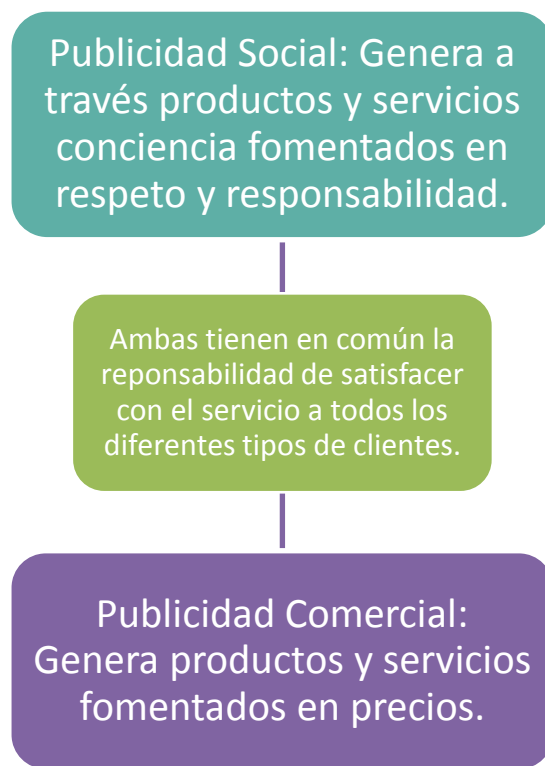 Publicidad Social: Genera a
través productos y servicios
conciencia fomentados en
respeto y responsabilidad.
Ambas tienen en común la
reponsabilidad de satisfacer
con el servicio a todos los
diferentes tipos de clientes.
Publicidad Comercial:
Genera productos y servicios
fomentados en precios.